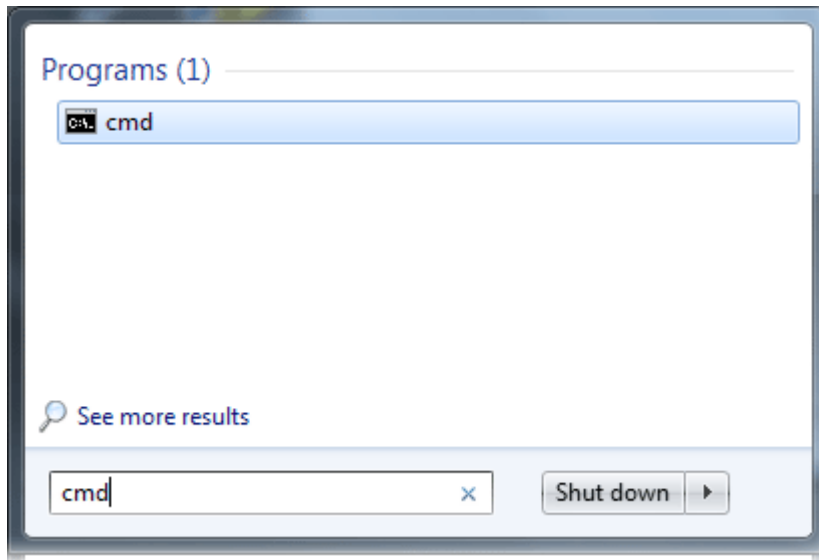 Programs (1)
C:\. cmd
See more results
cmd
Shut down